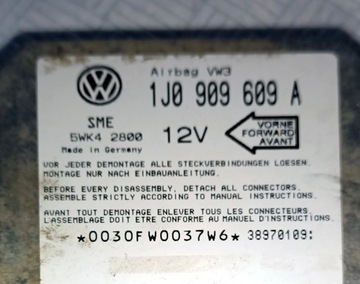 Airbag VW3
1J0 909 609 A
SME
5WK4 2800
Made in Germany
12V
VORNE
FORWARD
AVANT
VOR JEDER DEMONTAGE ALLE STECKVERBINDUNGEN LOESEN.
MONTAGE NUR NACH EINBAUANLEITUNG.
BEFORE EVERY DISASSEMBLY, DETACH ALL CONNECTORS.
ASSEMBLE STRICTLY ACCORDING TO MANUAL INSTRUCTIONS.
AVANT TOUT DEMONTAGE ENLEVER TOUS LES CONNECTEURS.
L'ASSEMBLAGE DOIT ETRE CONFORME AU MANUEL D'INSTRUCTIONS.
*0030FW0037W6* 38970109: